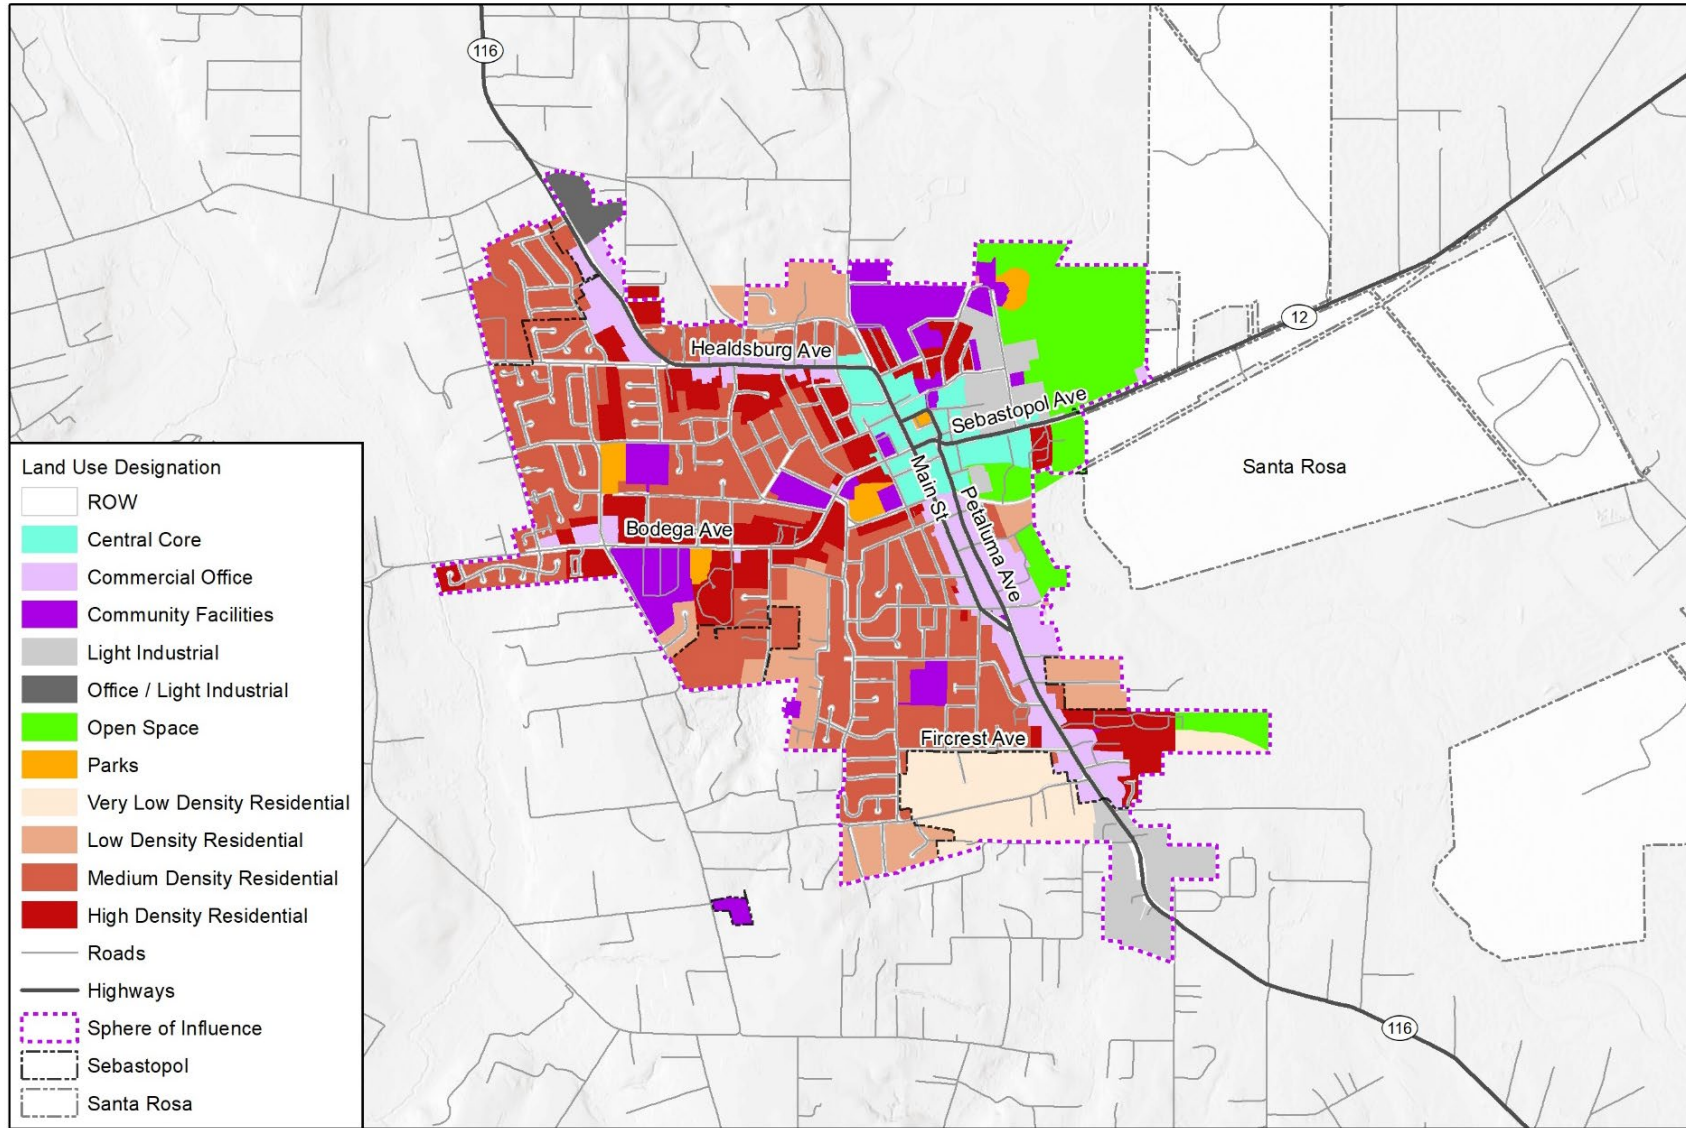 116
12
Healdsburg Ave
Sebastopol Ave
Santa Rosa
Main St
Petaluma Ave
Bodega Ave
Fircrest Ave
116
Land Use Designation
ROW
Central Core
Commercial Office
Community Facilities
Light Industrial
Office / Light Industrial
Open Space
Parks
Very Low Density Residential
Low Density Residential
Medium Density Residential
High Density Residential
Roads
Highways
Sphere of Influence
Sebastopol
Santa Rosa